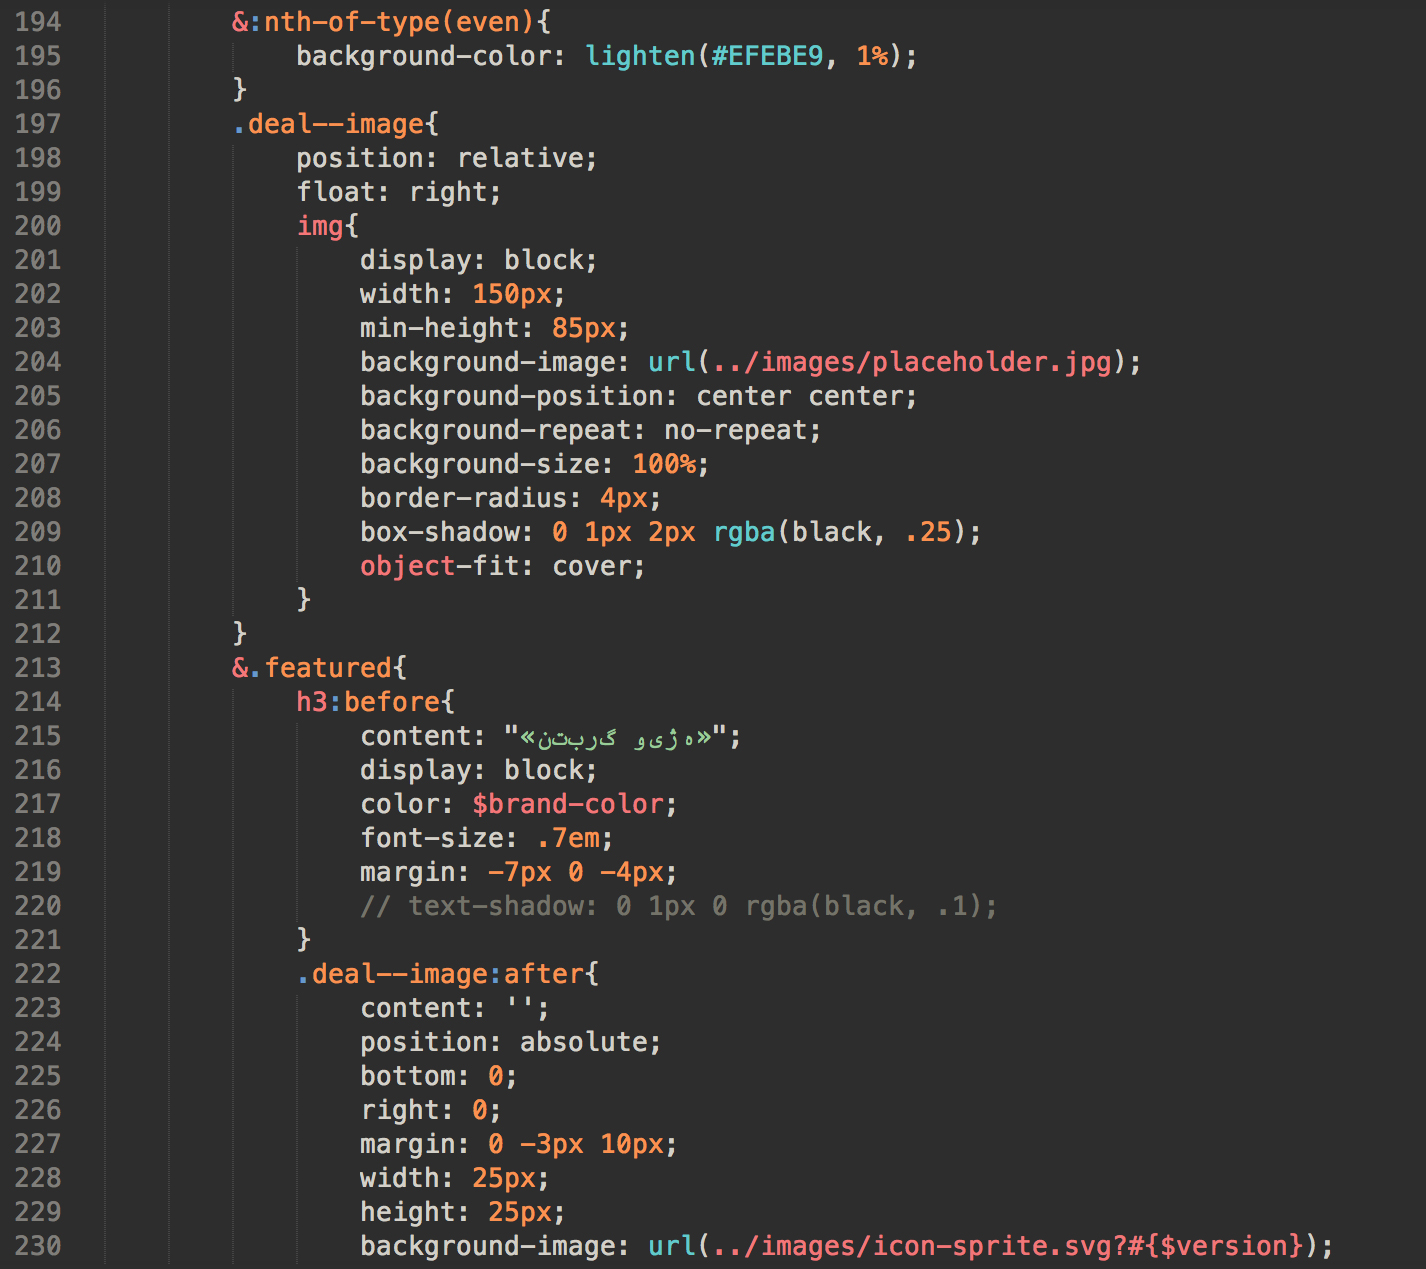 194 &:nth-of-type(even){
195 background-color: lighten(#EFEBE9, 1%);
196 }
197 .deal--image{
198 position: relative;
199 float: right;
200 img{
201 display: block;
202 width: 150px;
203 min-height: 85px;
204 background-image: url(../images/placeholder.jpg);
205 background-position: center center;
206 background-repeat: no-repeat;
207 background-size: 100%;
208 border-radius: 4px;
209 box-shadow: 0 1px 2px rgba(black, .25);
210 object-fit: cover;
211 }
212 }
213 &.featured{
214 h3:before{
215 content: "«نتبرگ ویژه»";
216 display: block;
217 color: $brand-color;
218 font-size: .7em;
219 margin: -7px 0 -4px;
220 // text-shadow: 0 1px 0 rgba(black, .1);
221 }
222 .deal--image:after{
223 content: '';
224 position: absolute;
225 bottom: 0;
226 right: 0;
227 margin: 0 -3px 10px;
228 width: 25px;
229 height: 25px;
230 background-image: url(../images/icon-sprite.svg?#{$version});